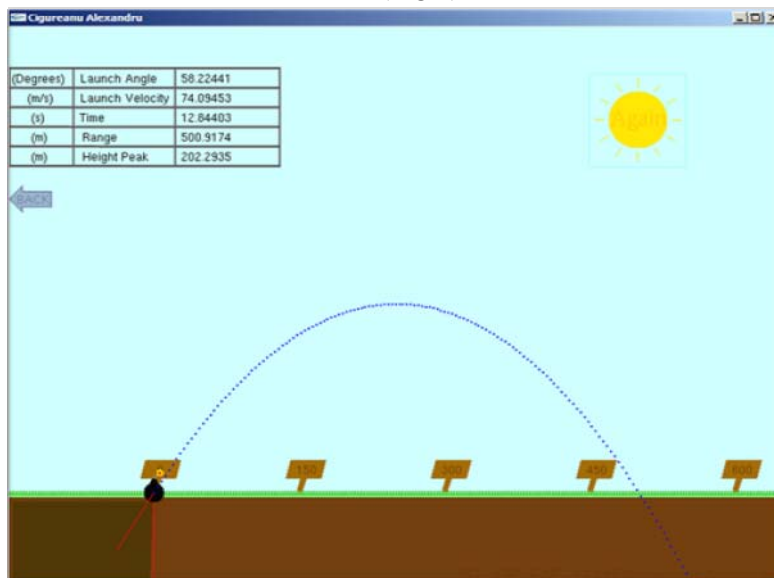 Cigureanu Alexandru
(Degrees) Launch Angle 58.22441
(m/s) Launch Velocity 74.09453
(s) Time 12.84403
(m) Range 500.9174
(m) Height Peak 202.2935
Again
BACK
150 300 450 600